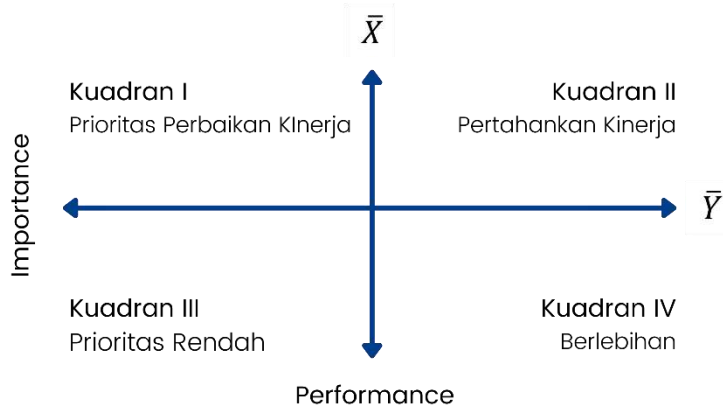 X̄
Kuadran I
Prioritas Perbaikan KInerja
Kuadran II
Pertahankan Kinerja
Importance
Ȳ
Kuadran III
Prioritas Rendah
Kuadran IV
Berlebihan
Performance